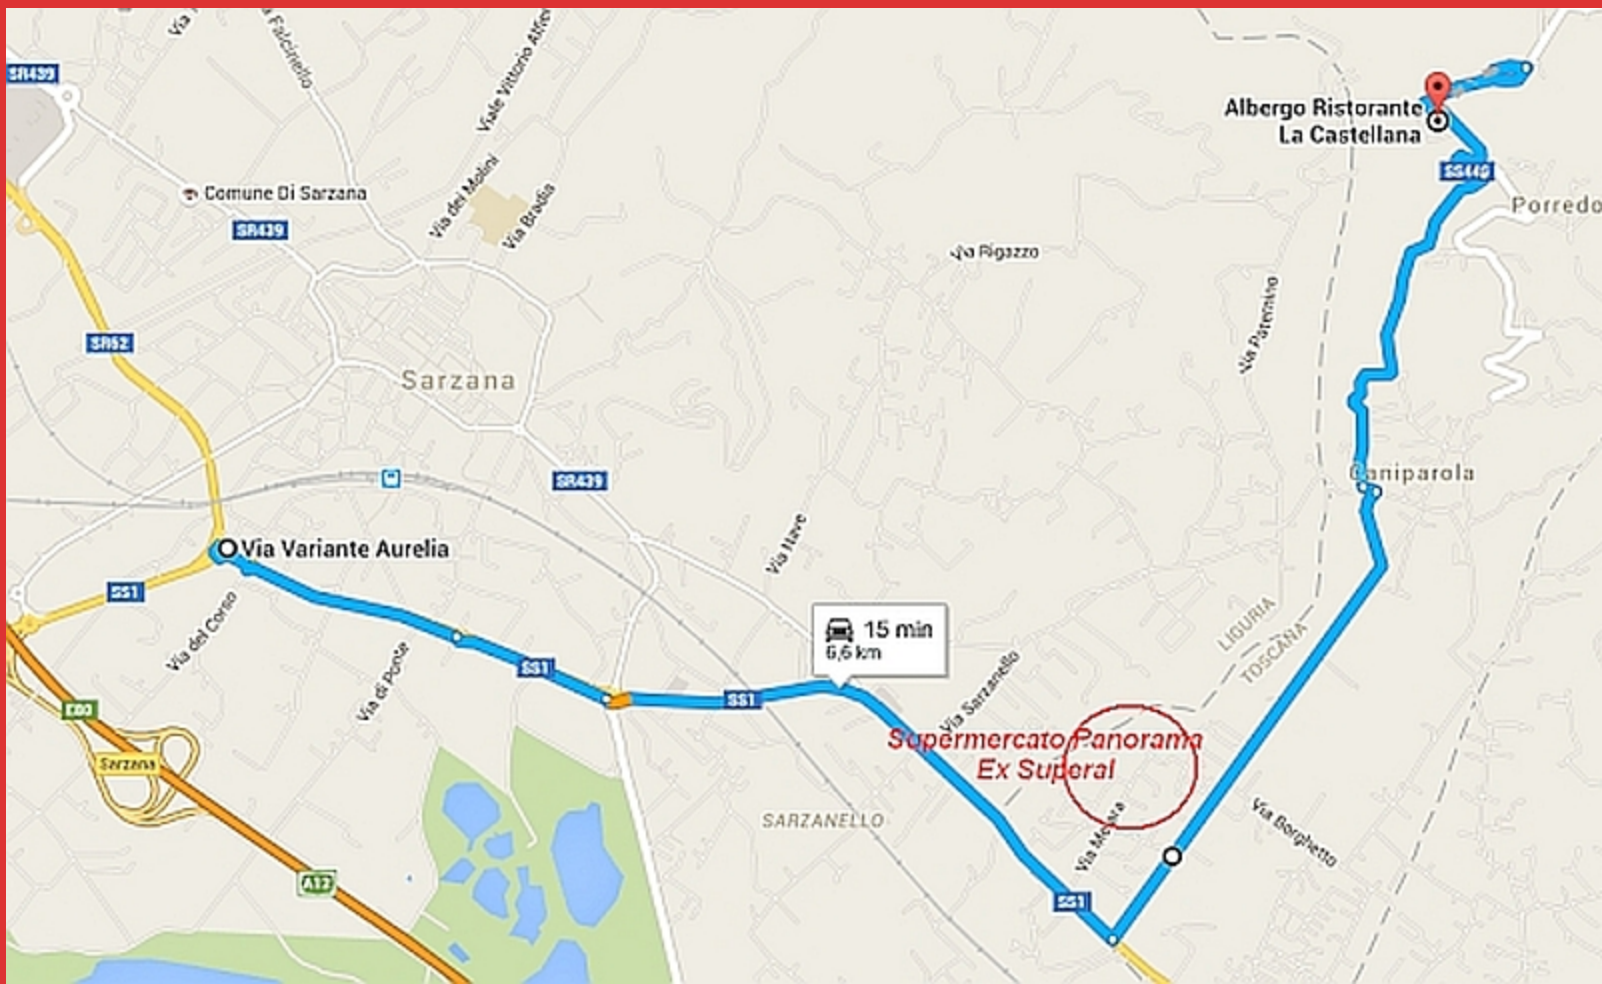 Via Falcinello
Viale Vittorio Alfieri
SR439
Albergo Ristorante
La Castellana
SS446
Comune Di Sarzana
Via dei Molini
Via Bradia
SR439
Porredo
Via Rigazzo
Via Paternino
SR62
Sarzana
SR439
Caniparola
Via Variante Aurelia
Via Nave
SS1
Via del Corso
LIGURIA
TOSCANA
15 min
6,6 km
Via di Ponte
SS1
SS1
Via Sarzanello
E80
Supermercato Panorama
Ex Superal
Sarzana
SARZANELLO
Via Borghetto
A12
SS1